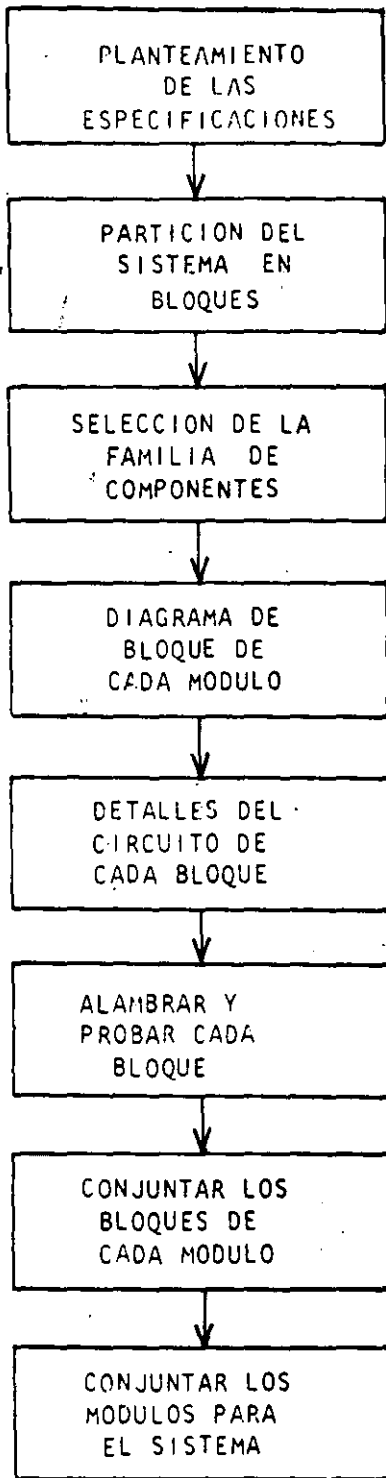 PLANTEAMIENTO
DE LAS
ESPECIFICACIONES
PARTICION DEL
SISTEMA EN
BLOQUES
SELECCION DE LA
FAMILIA DE
COMPONENTES
DIAGRAMA DE
BLOQUE DE
CADA MODULO
DETALLES DEL
CIRCUITO DE
CADA BLOQUE
ALAMBRAR Y
PROBAR CADA
BLOQUE
CONJUNTAR LOS
BLOQUES DE
CADA MODULO
CONJUNTAR LOS
MODULOS PARA
EL SISTEMA